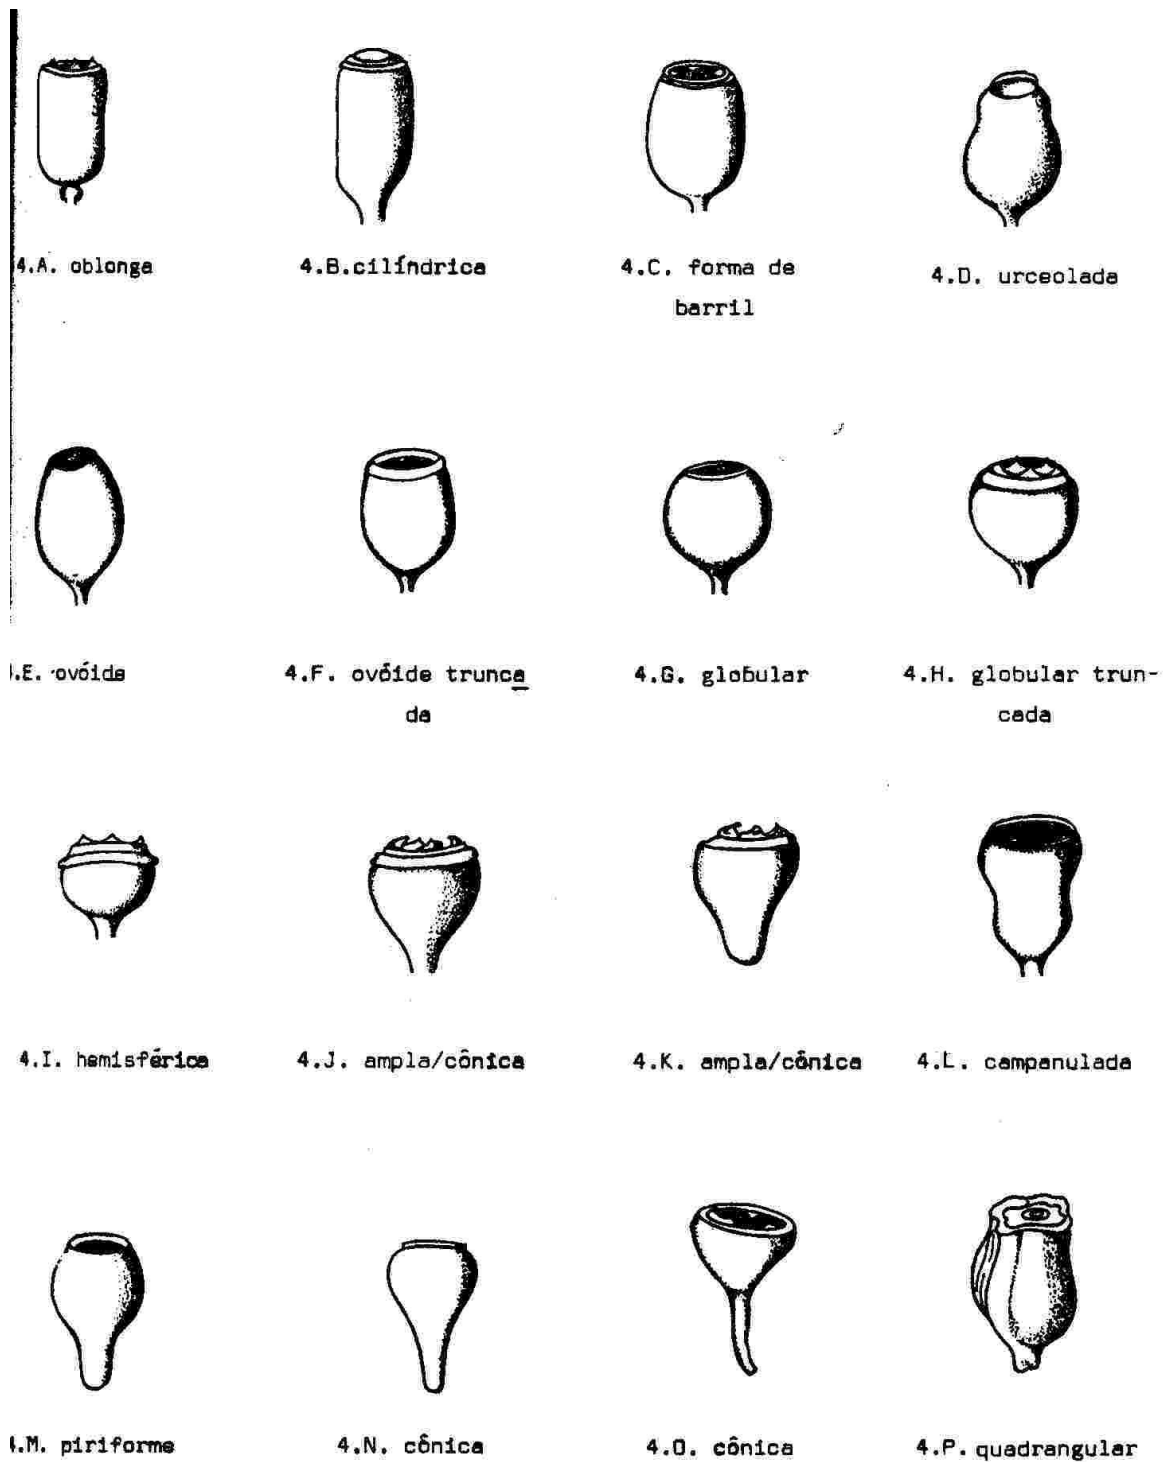 4.A. oblonga
4.B.cilíndrica
4.C. forma de
barril
4.D. urceolada
.E. ovóide
4.F. ovóide trunca
da
4.G. globular
4.H. globular trun-
cada
4.I. hemisférica
4.J. ampla/cônica
4.K. ampla/cônica
4.L. campanulada
.M. piriforme
4.N. cônica
4.O. cônica
4.P. quadrangular